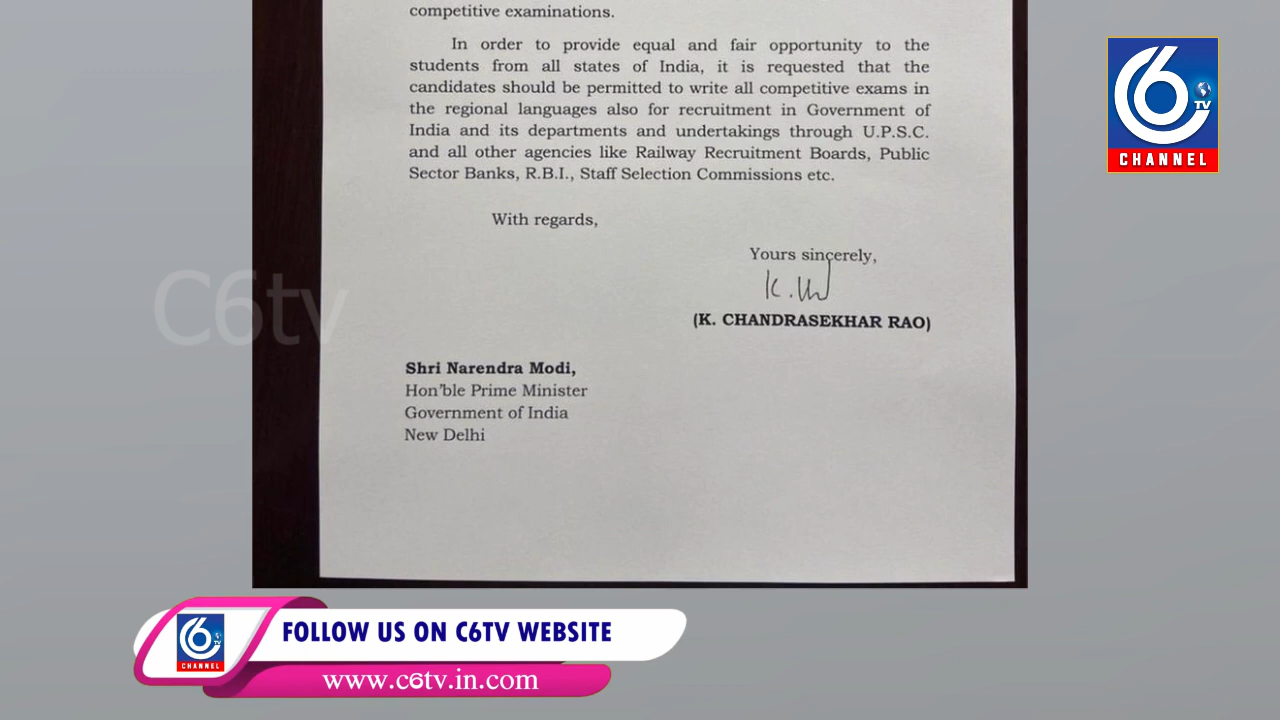 competitive examinations.
In order to provide equal and fair opportunity to the
students from all states of India, it is requested that the
candidates should be permitted to write all competitive exams in
the regional languages also for recruitment in Government of
India and its departments and undertakings through U.P.S.C.
and all other agencies like Railway Recruitment Boards, Public
Sector Banks, R.B.I., Staff Selection Commissions etc.
With regards,
Yours sincerely,
(K. CHANDRASEKHAR RAO)
Shri Narendra Modi,
Hon'ble Prime Minister
Government of India
New Delhi
6 TV
CHANNEL
C6tv
6 TV
CHANNEL
FOLLOW US ON C6TV WEBSITE
www.c6tv.in.com